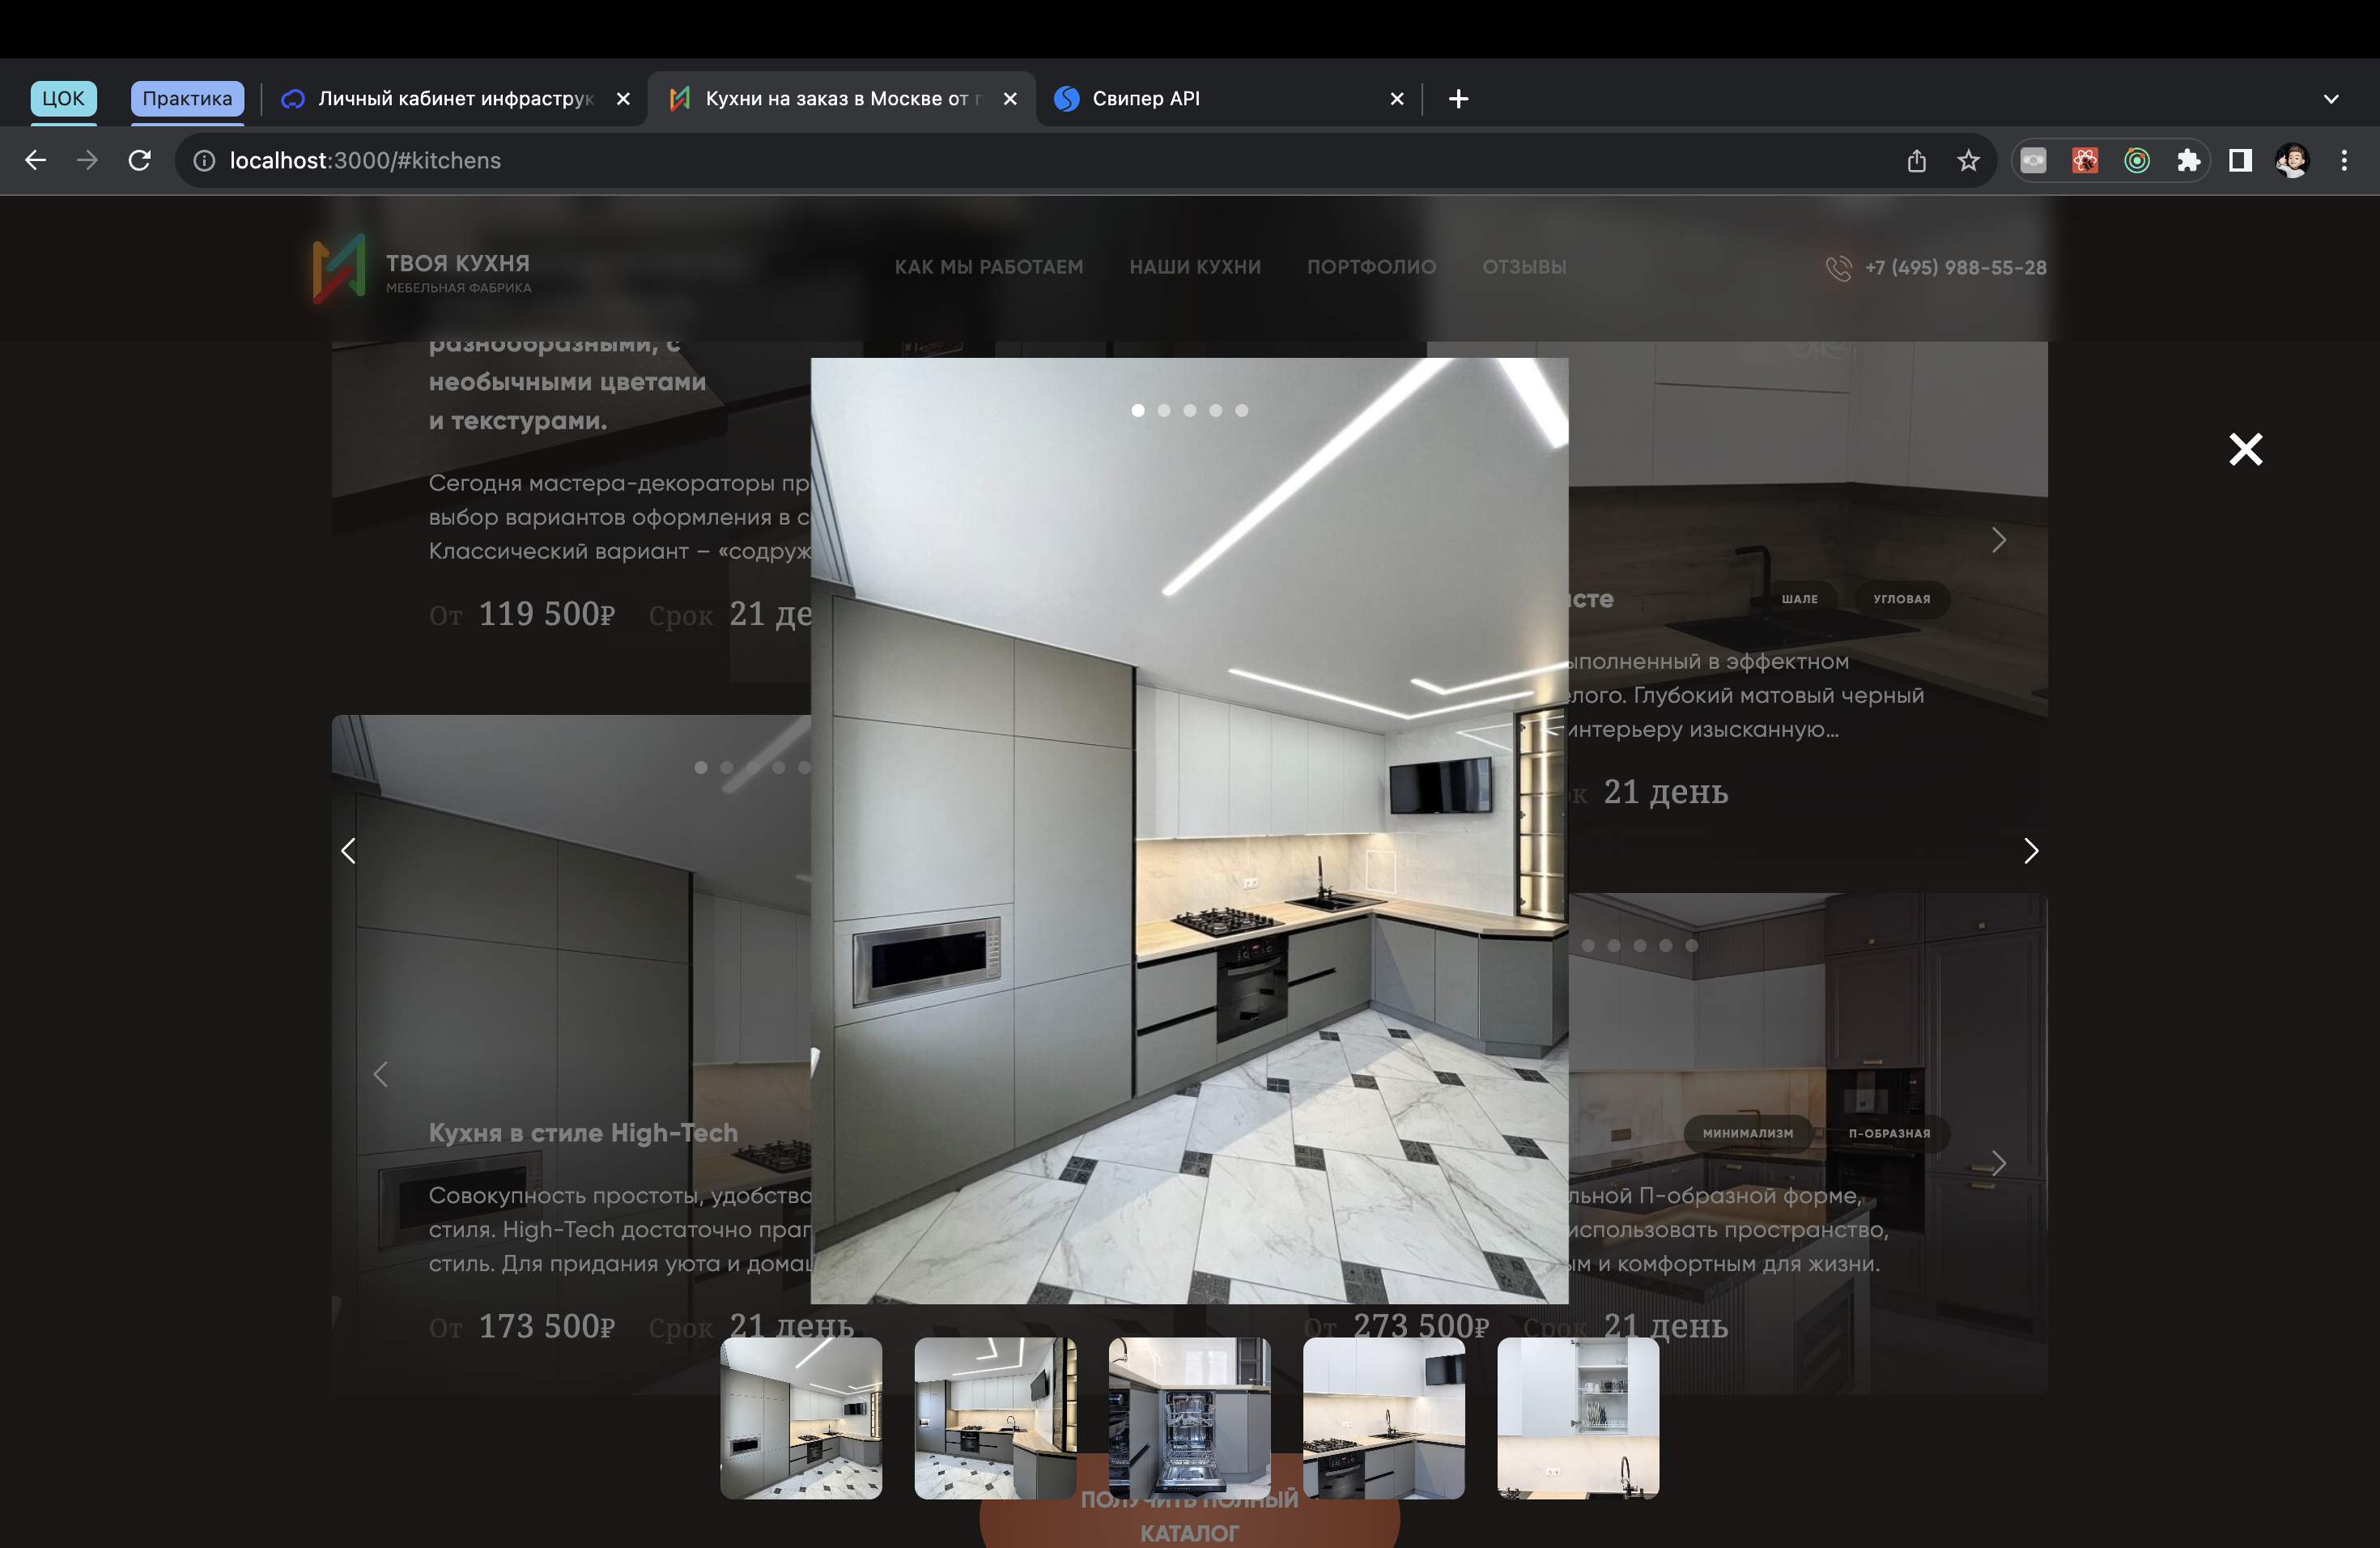 ЦОК
Практика
Личный кабинет инфраструк
Кухни на заказ в Москве от п
Свипер API
localhost:3000/#kitchens
ТВОЯ КУХНЯ
МЕБЕЛЬНАЯ ФАБРИКА
КАК МЫ РАБОТАЕМ
НАШИ КУХНИ
ПОРТФОЛИО
ОТЗЫВЫ
+7 (495) 988-55-28
разнообразными, с
необычными цветами
и текстурами.
Сегодня мастера-декораторы пр
выбор вариантов оформления в с
Классический вариант – «содруж
От 119 500₽ Срок 21 де
сте
ШАЛЕ
УГЛОВАЯ
ыполненный в эффектном
елого. Глубокий матовый черный
интерьеру изысканную...
к 21 день
Кухня в стиле High-Tech
Совокупность простоты, удобства
стиля. High-Tech достаточно праг
стиль. Для придания уюта и домаш
От 173 500₽ Срок 21 день
МИНИМАЛИЗМ
П-ОБРАЗНАЯ
льной П-образной форме,
использовать пространство,
ым и комфортным для жизни.
От 273 500₽ Срок 21 день
ПОЛУЧИТЬ ПОЛНЫЙ
КАТАЛОГ